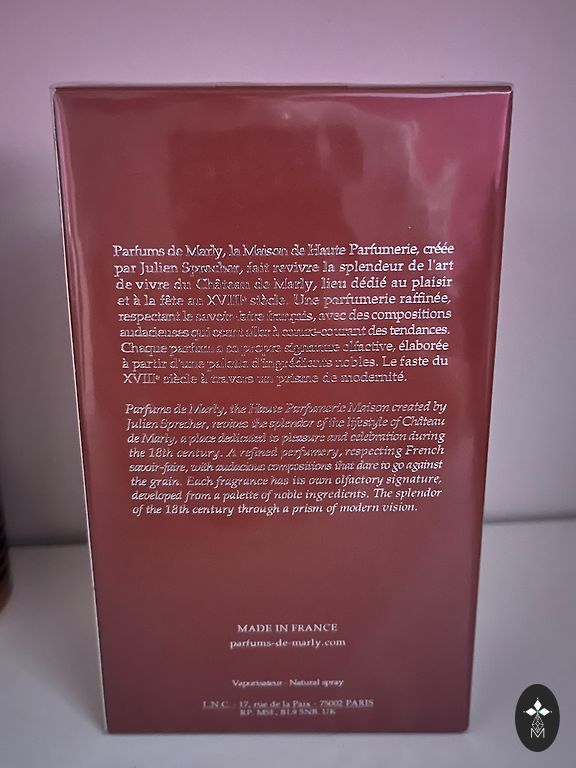 Parfums de Marly, la Maison de Haute Parfumerie, créée
par Julien Sprecher, fait revivre la splendeur de l'art
de vivre du Château de Marly, lieu dédié au plaisir
et à la fête au XVIIIe siècle. Une parfumerie raffinée,
respectant le savoir-faire français, avec des compositions
audacieuses qui osent aller à contre-courant des tendances.
Chaque parfum a sa propre signature olfactive, élaborée
à partir d'une palette d'ingrédients nobles. Le faste du
XVIIIe siècle à travers un prisme de modernité.
Parfums de Marly, the Haute Parfumerie Maison created by
Julien Sprecher, revives the splendor of the lifestyle of Château
de Marly, a place dedicated to pleasure and celebration during
the 18th century. A refined perfumery, respecting French
savoir-faire, with audacious compositions that dare to go against
the grain. Each fragrance has its own olfactory signature,
developed from a palette of noble ingredients. The splendor
of the 18th century through a prism of modern vision.
MADE IN FRANCE
parfums-de-marly.com
Vaporisateur - Natural spray
I.N.C. - 17, rue de la Paix - 75002 PARIS
RP. MSL, BL9 5NR. UK
M